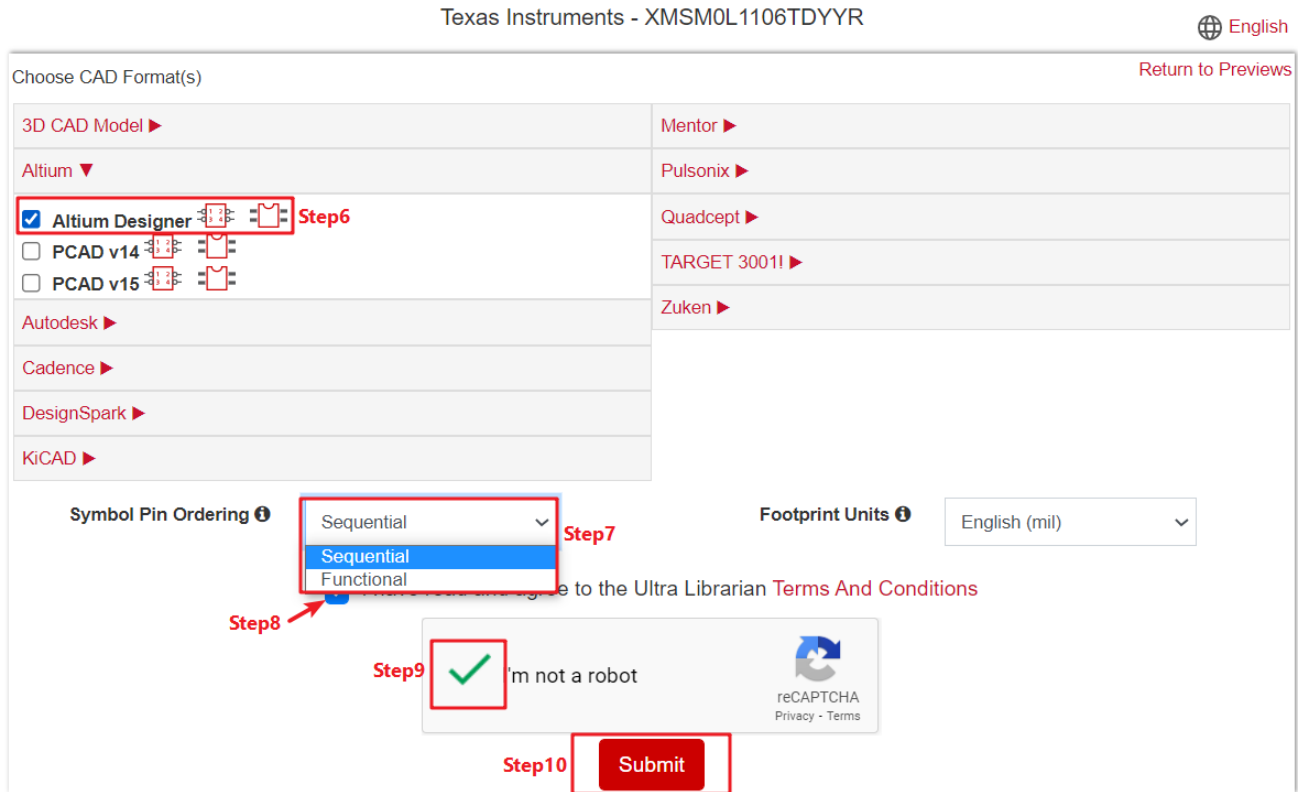 Texas Instruments - XMSM0L1106TDYYR
English
Choose CAD Format(s)
Return to Previews
3D CAD Model ▶
Altium ▼
Altium Designer
Step6
PCAD v14
PCAD v15
Autodesk ▶
Cadence ▶
DesignSpark ▶
KiCAD ▶
Mentor ▶
Pulsonix ▶
Quadcept ▶
TARGET 3001! ▶
Zuken ▶
Symbol Pin Ordering
Sequential
Step7
Sequential
Functional
Footprint Units
English (mil)
to the Ultra Librarian Terms And Conditions
Step8
Step9
'm not a robot
reCAPTCHA
Privacy - Terms
Step10
Submit